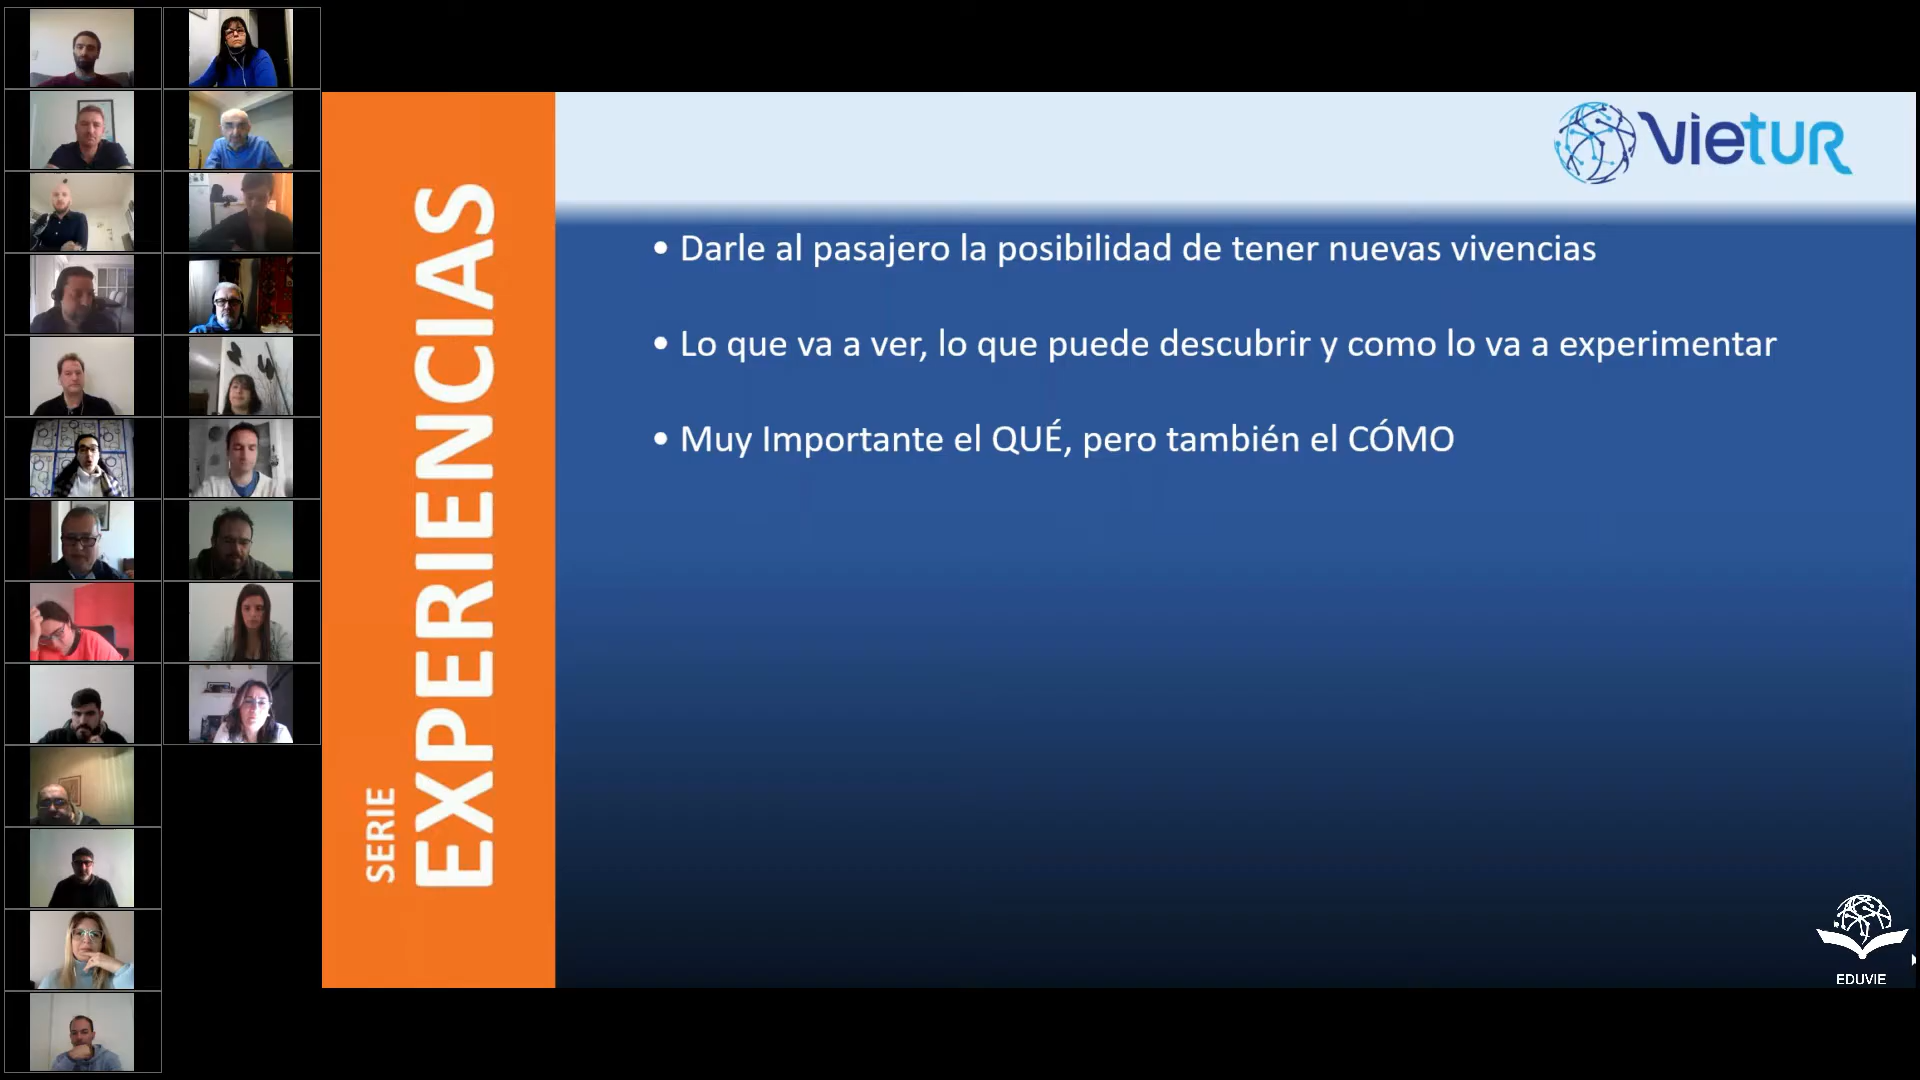 SERIE
EXPERIENCIAS
vietur
• Darle al pasajero la posibilidad de tener nuevas vivencias
• Lo que va a ver, lo que puede descubrir y como lo va a experimentar
• Muy Importante el QUÉ, pero también el CÓMO
EDUVIE